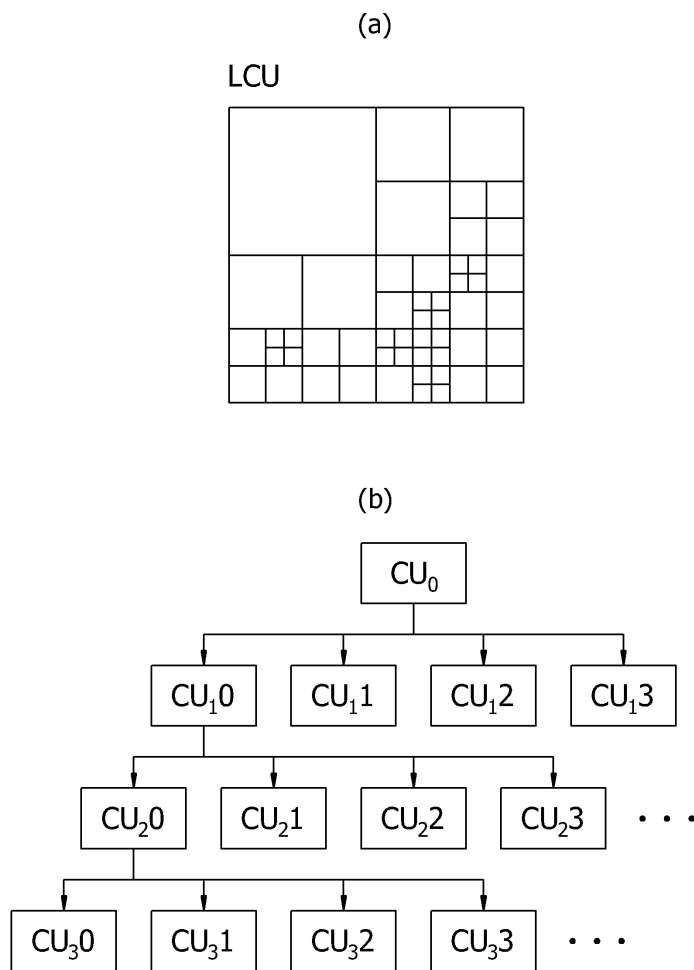 (a)
LCU
(b)
CU₀
CU₁0 CU₁1 CU₁2 CU₁3
CU₂0 CU₂1 CU₂2 CU₂3 · · ·
CU₃0 CU₃1 CU₃2 CU₃3 · · ·